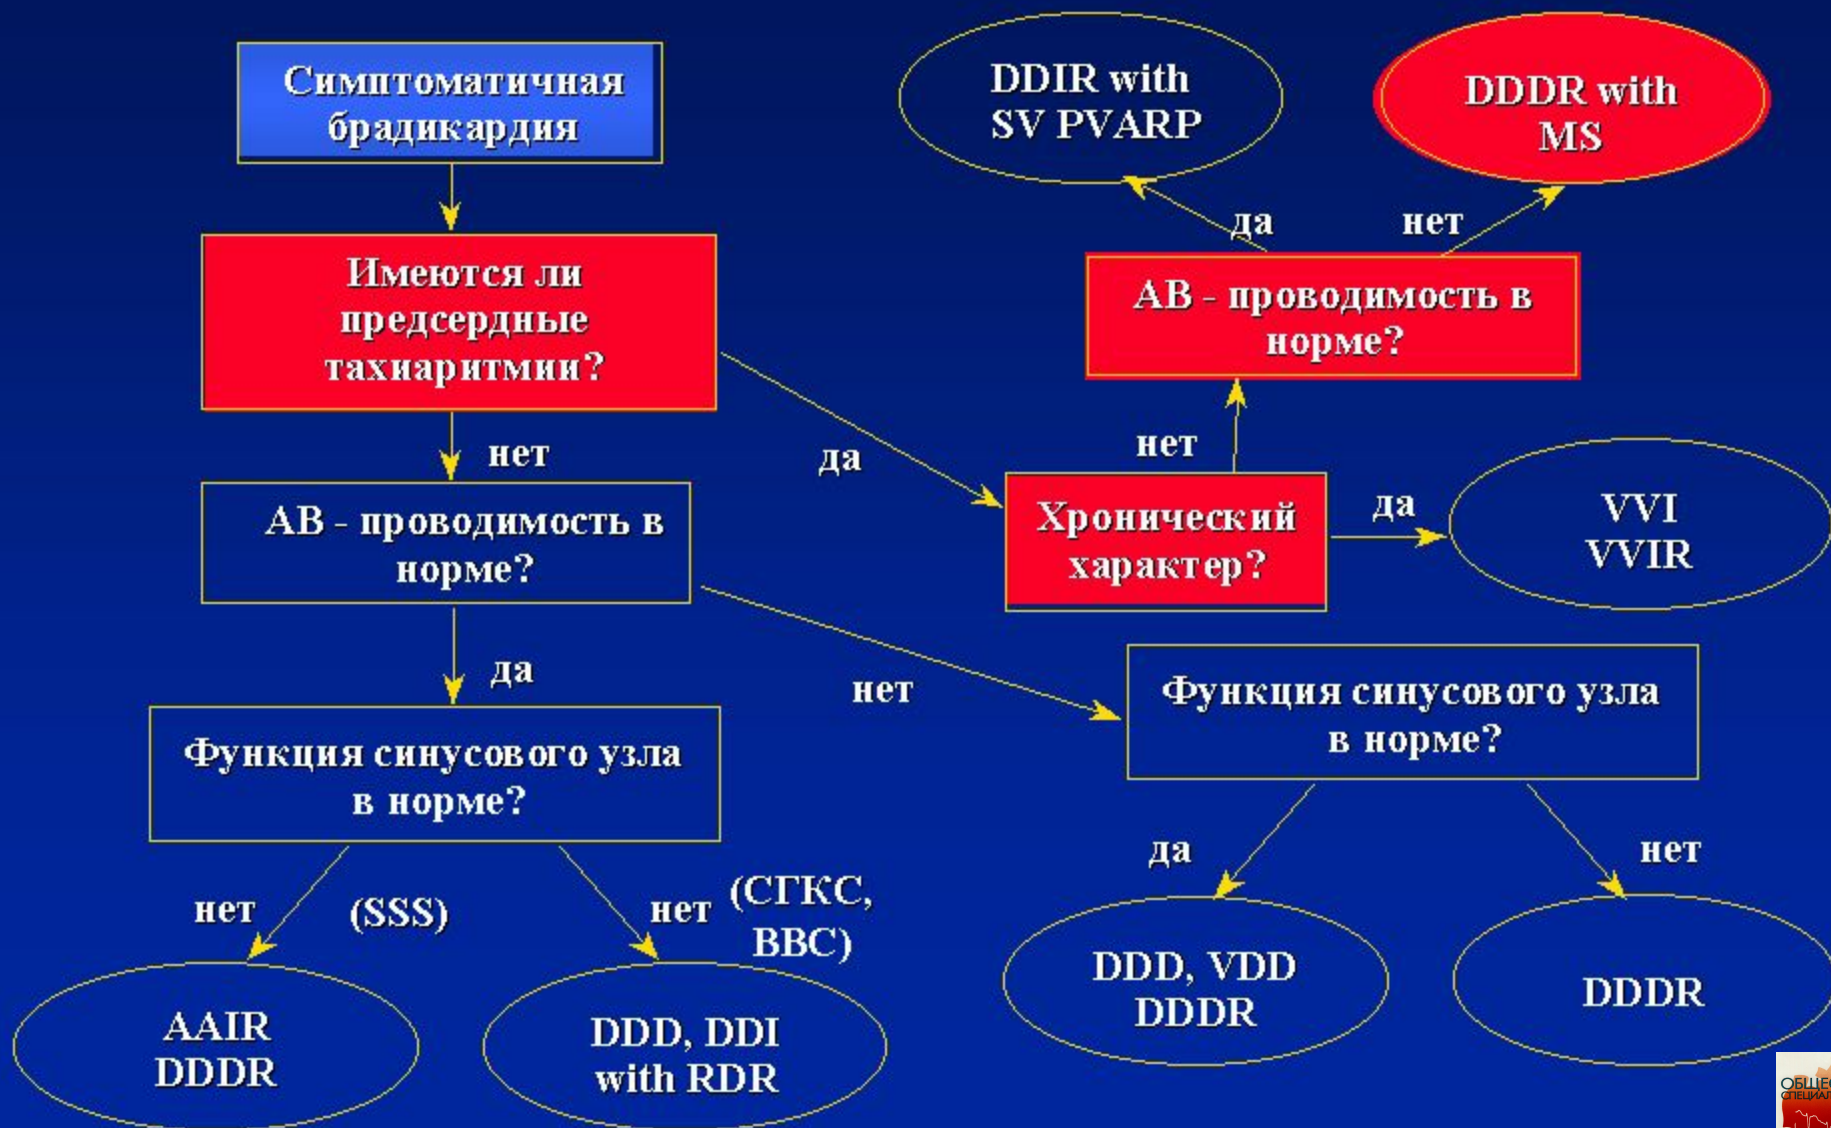 Симптоматичная
брадикардия
DDIR with
SV PVARP
DDDR with
MS
да
нет
Имеются ли
предсердные
тахиаритмии?
АВ - проводимость в
норме?
нет
да
нет
Хронический
характер?
да
VVI
VVIR
АВ - проводимость в
норме?
да
нет
Функция синусового узла
в норме?
Функция синусового узла
в норме?
нет
(SSS)
нет
(СГКС,
ВВС)
да
нет
AAIR
DDDR
DDD, DDI
with RDR
DDD, VDD
DDDR
DDDR